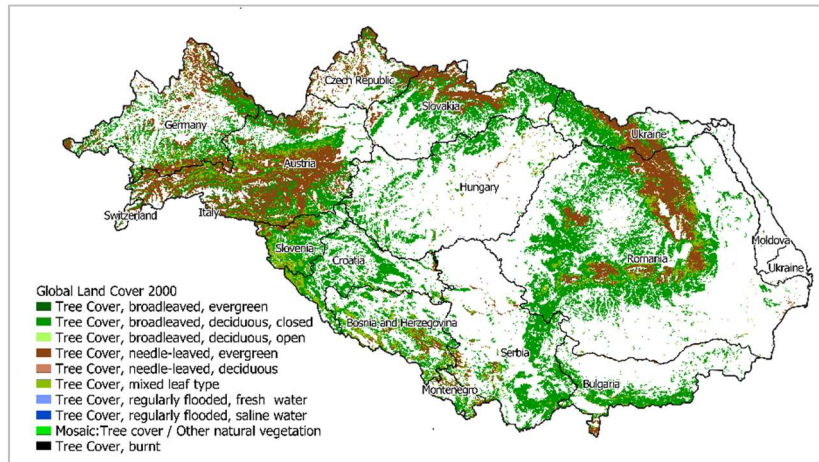 Czech Republic
Slovakia
Germany
Ukraine
Austria
Hungary
Switzerland
Italy
Slovenia
Croatia
Romania
Moldova
Ukraine
Bosnia and Herzegovina
Serbia
Montenegro
Bulgaria
Global Land Cover 2000
Tree Cover, broadleaved, evergreen
Tree Cover, broadleaved, deciduous, closed
Tree Cover, broadleaved, deciduous, open
Tree Cover, needle-leaved, evergreen
Tree Cover, needle-leaved, deciduous
Tree Cover, mixed leaf type
Tree Cover, regularly flooded, fresh water
Tree Cover, regularly flooded, saline water
Mosaic:Tree cover / Other natural vegetation
Tree Cover, burnt